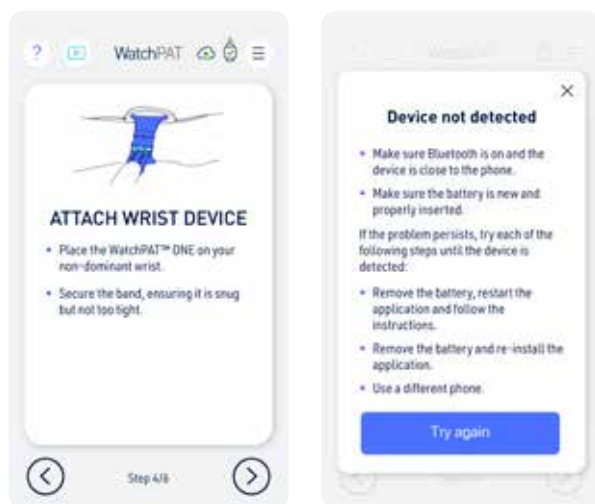 ? WatchPAT
ATTACH WRIST DEVICE
• Place the WatchPAT™ ONE on your
non-dominant wrist.
• Secure the band, ensuring it is snug
but not too tight.
Step 4/6
Device not detected
• Make sure Bluetooth is on and the
device is close to the phone.
• Make sure the battery is new and
properly inserted.
If the problem persists, try each of the
following steps until the device is
detected:
• Remove the battery, restart the
application and follow the
instructions.
• Remove the battery and re-install the
application.
• Use a different phone.
Try again